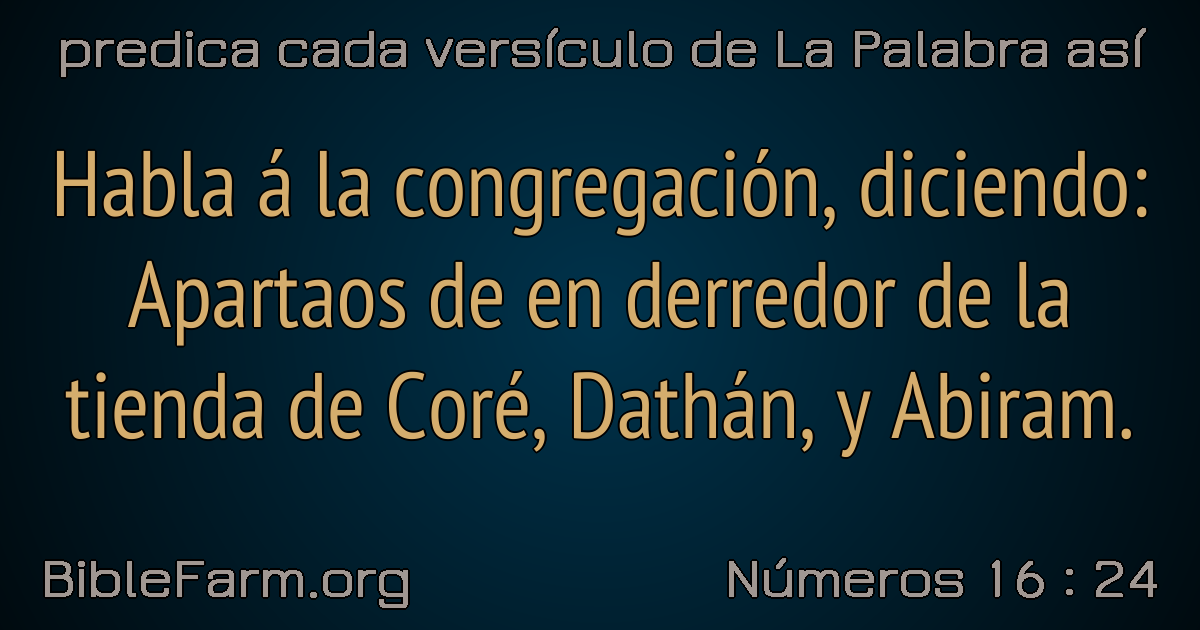 predica cada versículo de La Palabra así
Habla á la congregación, diciendo:
Apartaos de en derredor de la
tienda de Coré, Dathán, y Abiram.
BibleFarm.org
Números 16 : 24